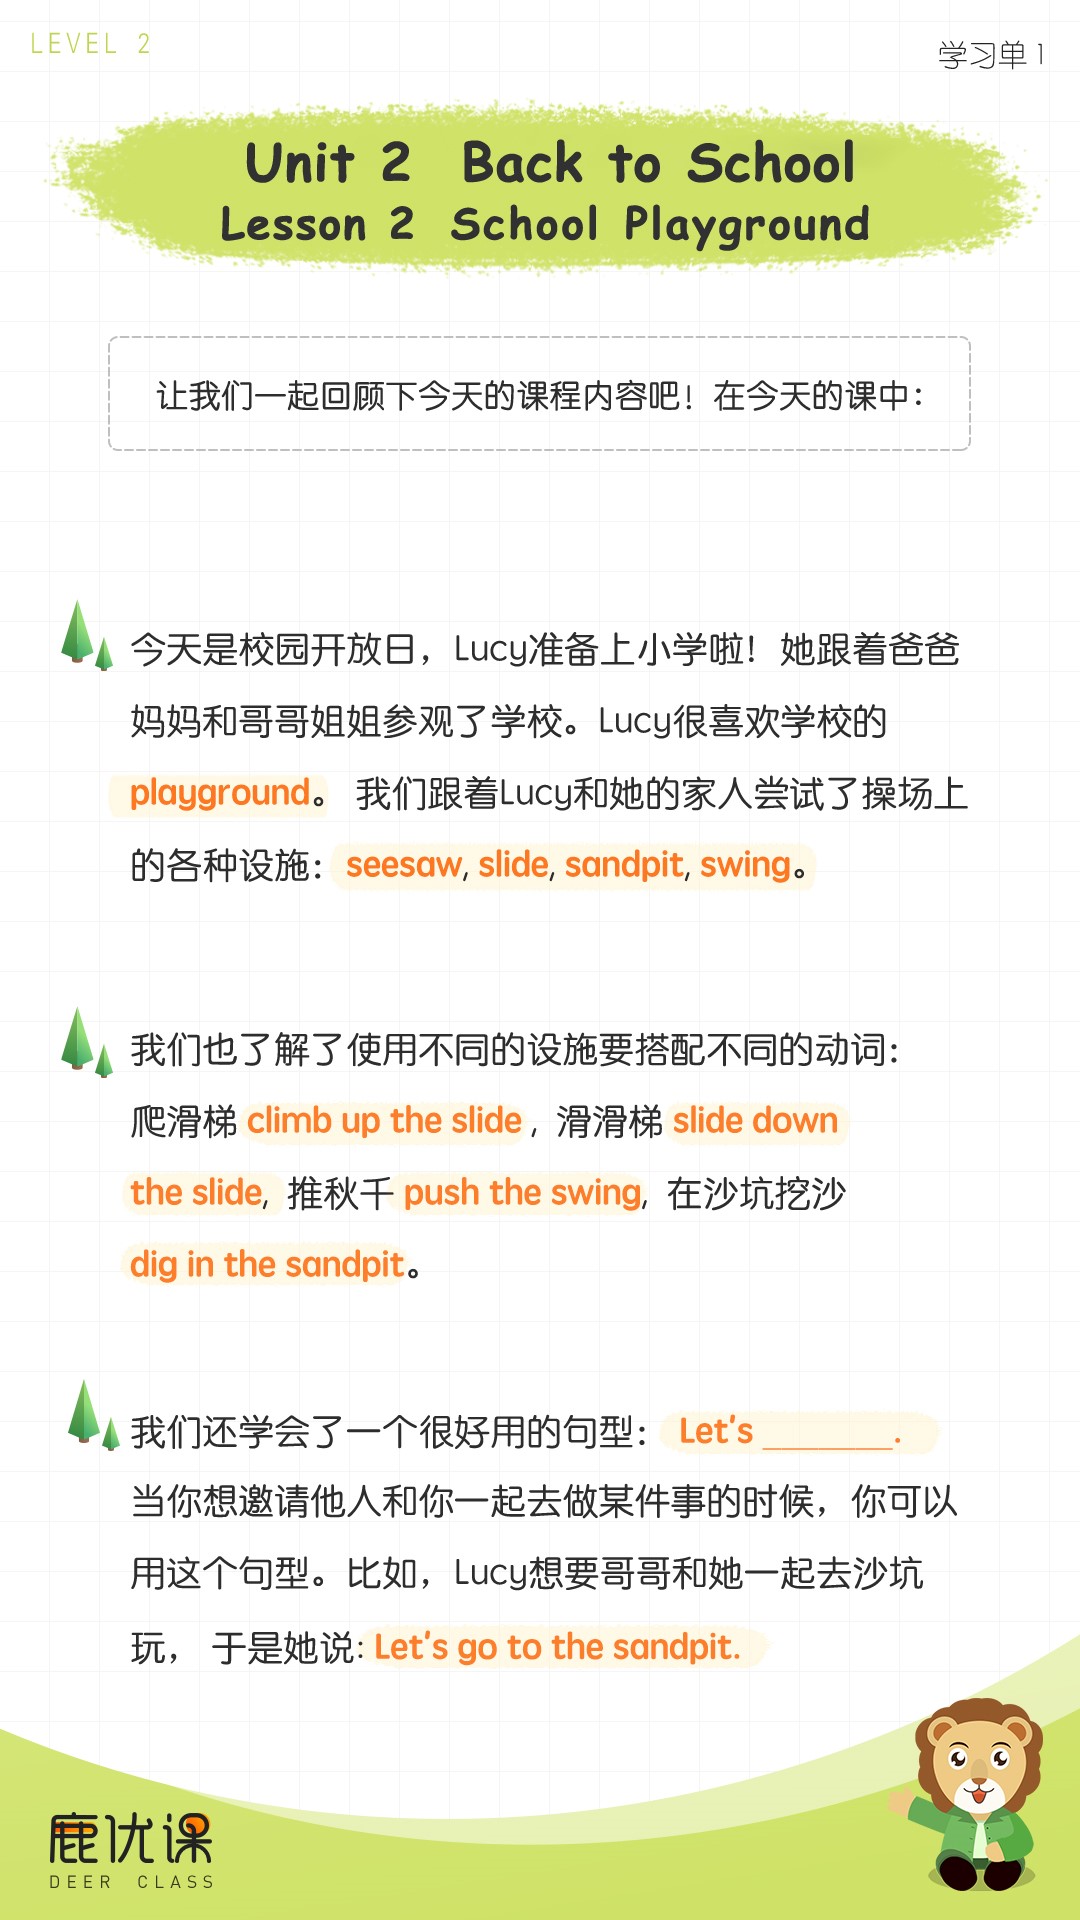 LEVEL 2
学习单 1
Unit 2 Back to School
Lesson 2 School Playground
让我们一起回顾下今天的课程内容吧！在今天的课中：
今天是校园开放日，Lucy准备上小学啦！她跟着爸爸
妈妈和哥哥姐姐参观了学校。Lucy很喜欢学校的
playground。 我们跟着Lucy和她的家人尝试了操场上
的各种设施：seesaw, slide, sandpit, swing。
我们也了解了使用不同的设施要搭配不同的动词：
爬滑梯 climb up the slide，滑滑梯 slide down
the slide, 推秋千 push the swing, 在沙坑挖沙
dig in the sandpit。
我们还学会了一个很好用的句型： Let's ______.
当你想邀请他人和你一起去做某件事的时候，你可以
用这个句型。比如，Lucy想要哥哥和她一起去沙坑
玩， 于是她说: Let's go to the sandpit.
鹿优课
DEER CLASS